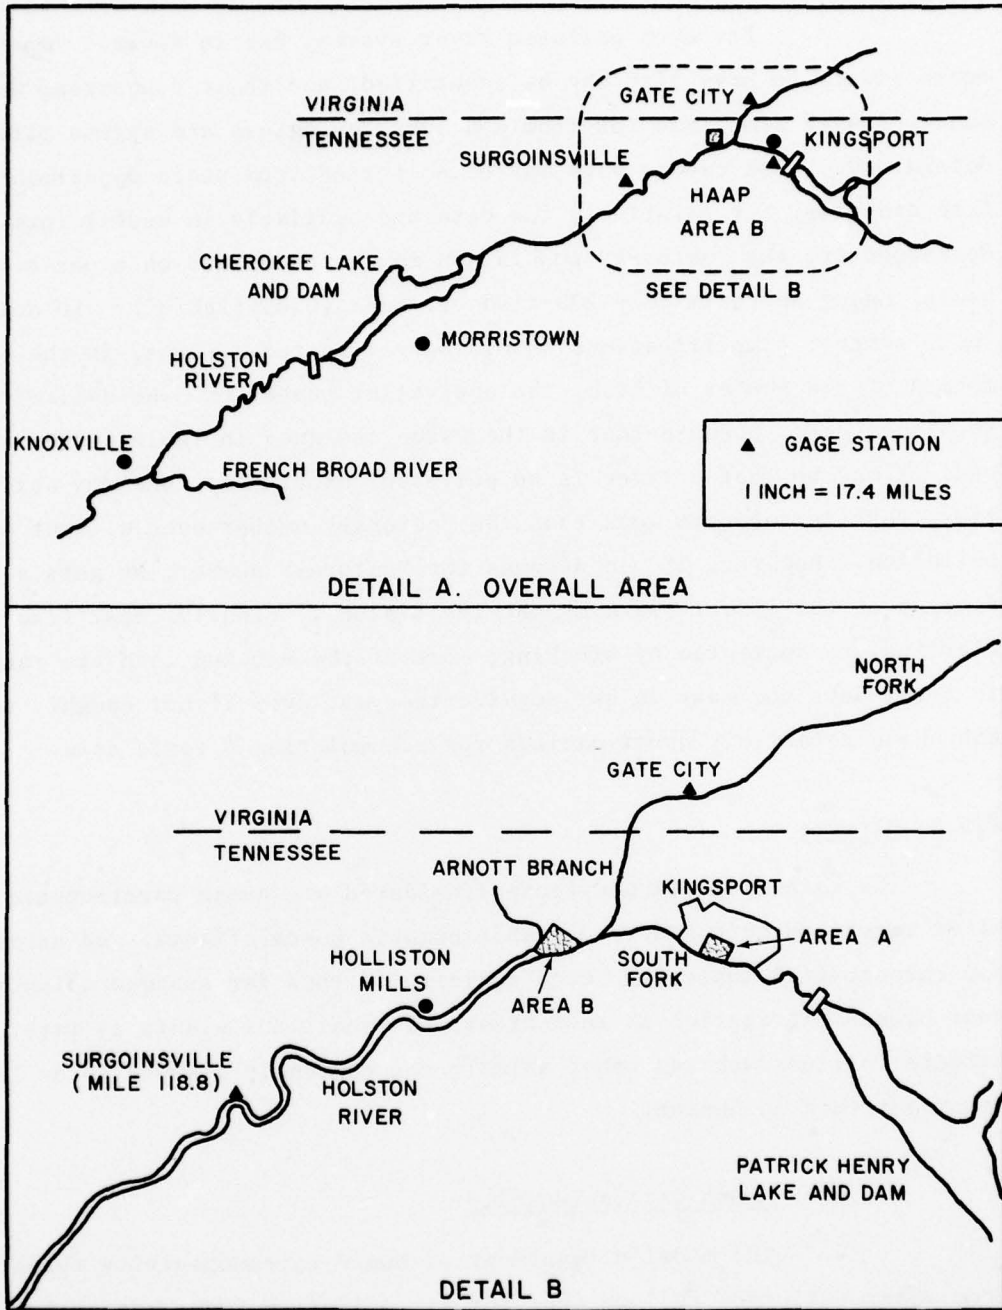 VIRGINIA
TENNESSEE
GATE CITY
KINGSPORT
SURGOINSVILLE
HAAP
AREA B
SEE DETAIL B
CHEROKEE LAKE
AND DAM
MORRISTOWN
HOLSTON
RIVER
KNOXVILLE
FRENCH BROAD RIVER
▲ GAGE STATION
1 INCH = 17.4 MILES
DETAIL A. OVERALL AREA
NORTH
FORK
GATE CITY
VIRGINIA
TENNESSEE
ARNOTT BRANCH
KINGSPORT
AREA A
SOUTH
FORK
HOLLISTON
MILLS
AREA B
SURGOINSVILLE
(MILE 118.8)
HOLSTON
RIVER
PATRICK HENRY
LAKE AND DAM
DETAIL B